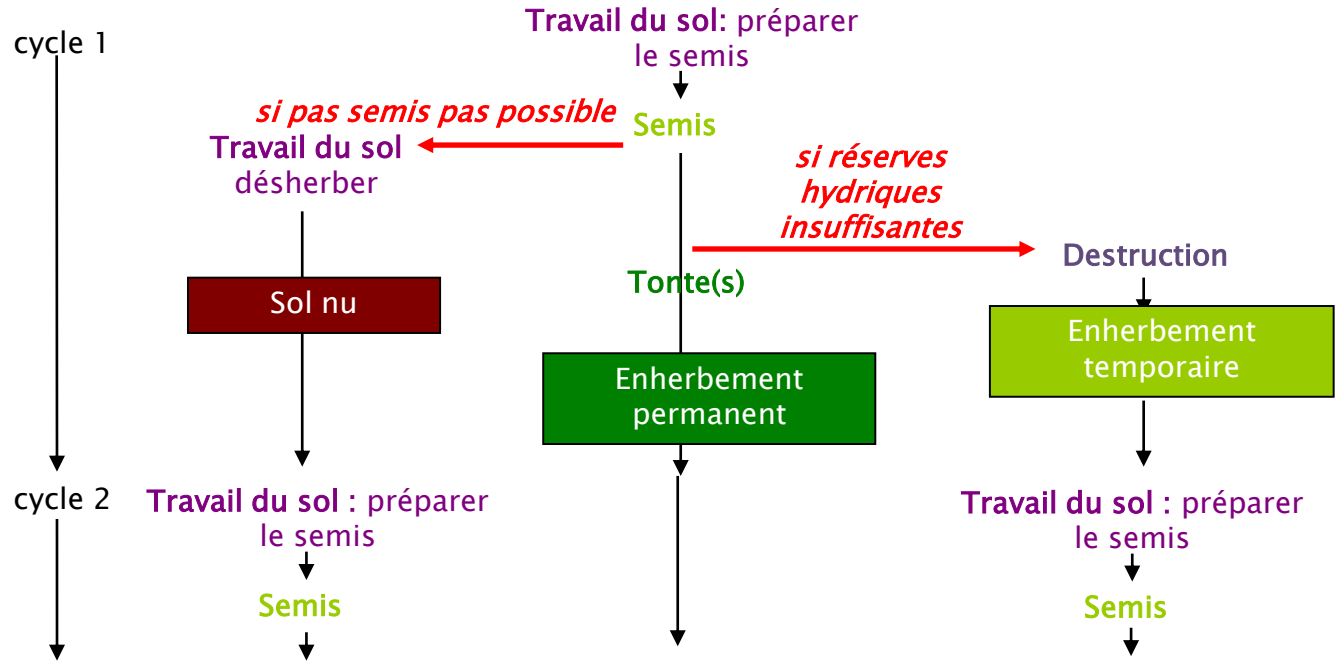 cycle 1
Travail du sol: préparer
le semis
si pas semis pas possible
Semis
Travail du sol
désherber
si réserves
hydriques
insuffisantes
Destruction
Tonte(s)
Sol nu
Enherbement
permanent
Enherbement
temporaire
cycle 2
Travail du sol : préparer
le semis
Semis
Travail du sol : préparer
le semis
Semis